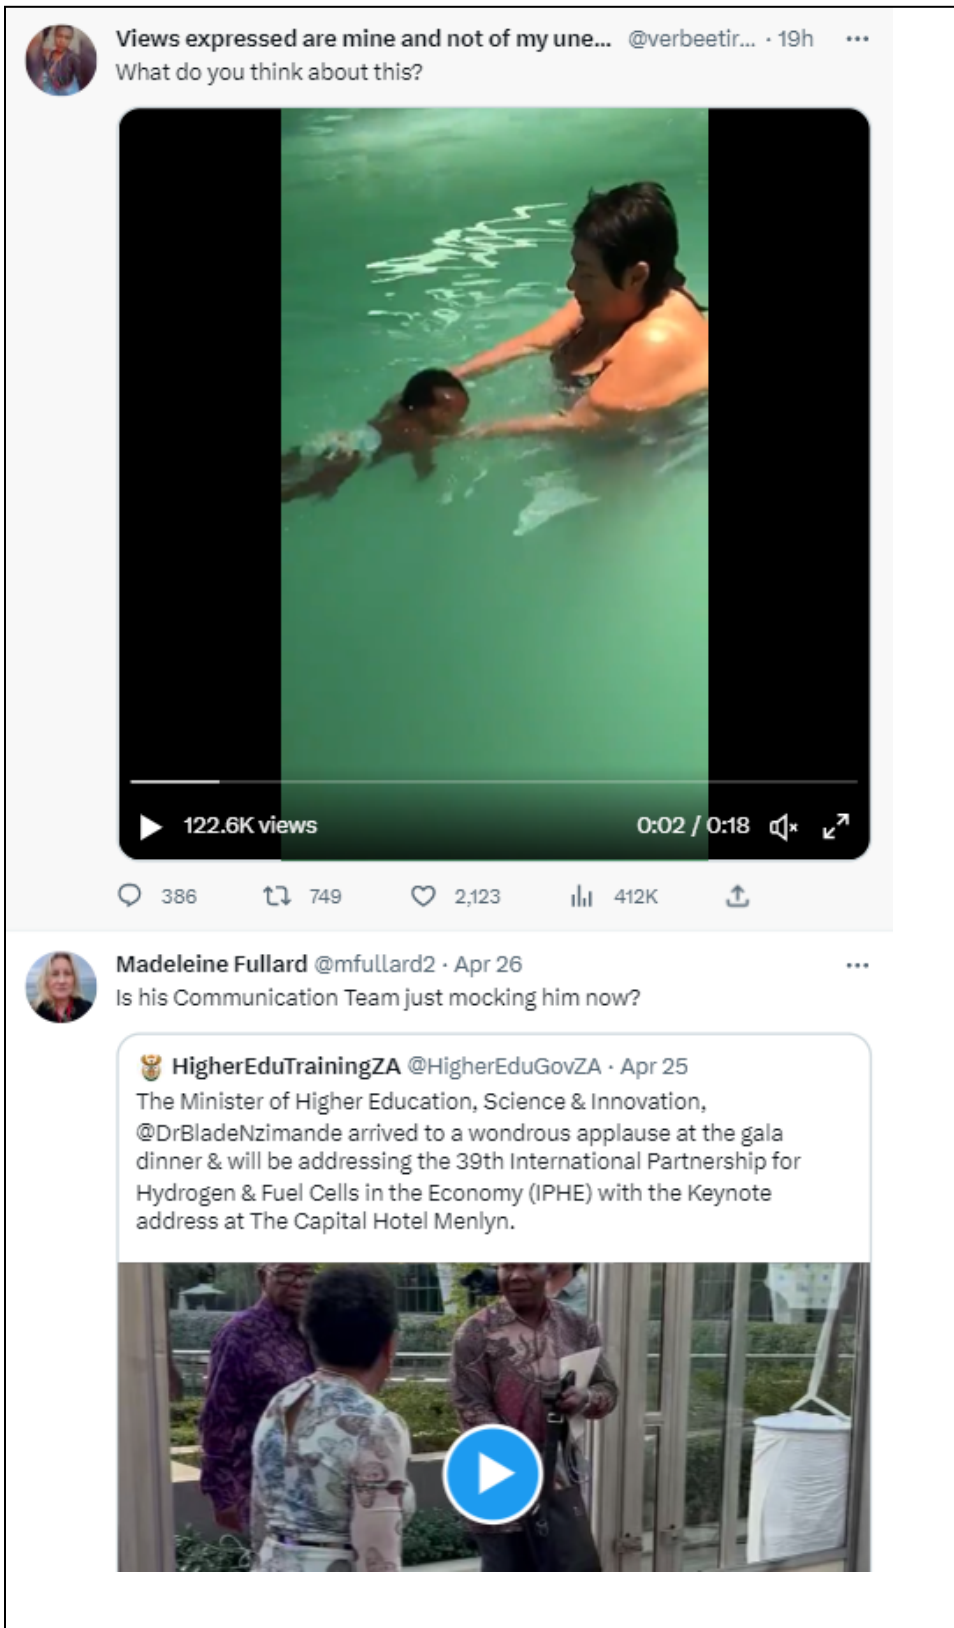 Views expressed are mine and not of my une... @verbeetir... · 19h
What do you think about this?
122.6K views 0:02 / 0:18
386 749 2,123 412K
Madeleine Fullard @mfullard2 · Apr 26
Is his Communication Team just mocking him now?
HigherEduTrainingZA @HigherEduGovZA · Apr 25
The Minister of Higher Education, Science & Innovation,
@DrBladeNzimande arrived to a wondrous applause at the gala
dinner & will be addressing the 39th International Partnership for
Hydrogen & Fuel Cells in the Economy (IPHE) with the Keynote
address at The Capital Hotel Menlyn.